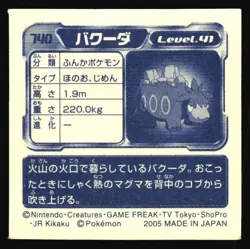 740 バクーダ Level.41
分類 ふんかポケモン
タイプ ほのお、じめん
高さ 1.9m
重さ 220.0kg
進化 −
火山の火口で暮らしているバクーダ。おこっ
たときにしゃく熱のマグマを背中のコブから
吹き上げる。
©Nintendo・Creatures・GAME FREAK・TV Tokyo・ShoPro
・JR Kikaku ©Pokémon 2005 MADE IN JAPAN